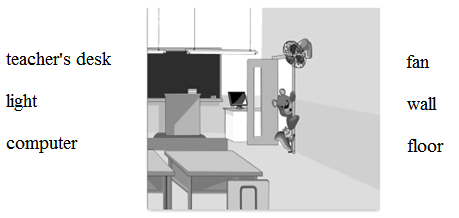 teacher's desk
light
computer
fan
wall
floor